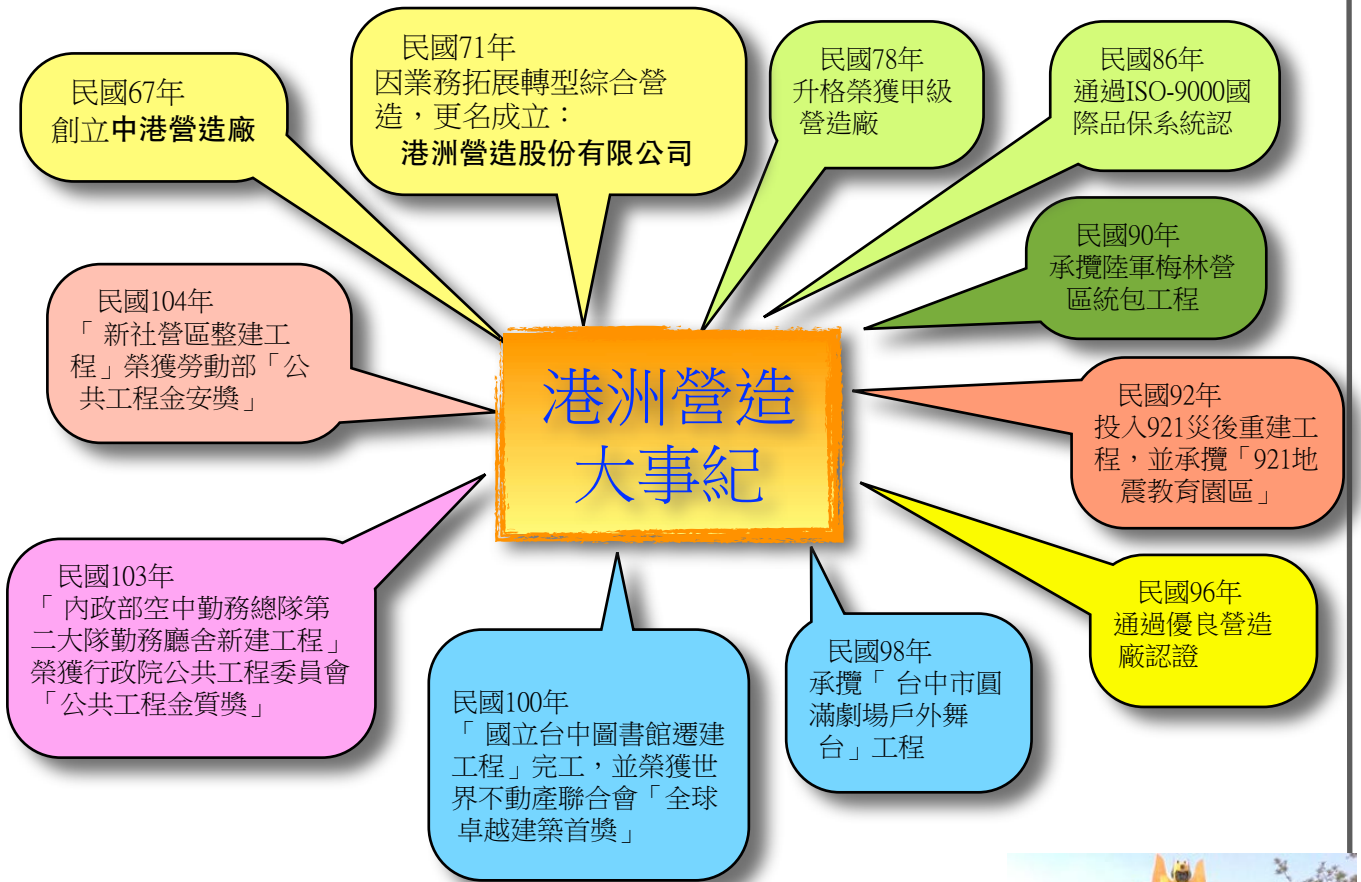 民國67年
創立中港營造廠
民國71年
因業務拓展轉型綜合營
造，更名成立：
港洲營造股份有限公司
民國78年
升格榮獲甲級
營造廠
民國86年
通過ISO-9000國
際品保系統認
民國90年
承攬陸軍梅林營
區統包工程
民國92年
投入921災後重建工
程，並承攬「921地
震教育園區」
民國96年
通過優良營造
廠認證
民國98年
承攬「 台中市圓
滿劇場戶外舞
台」工程
民國100年
「 國立台中圖書館遷建
工程」完工，並榮獲世
界不動產聯合會「全球
卓越建築首獎」
民國103年
「 內政部空中勤務總隊第
二大隊勤務廳舍新建工程」
榮獲行政院公共工程委員會
「公共工程金質獎」
民國104年
「 新社營區整建工
程」榮獲勞動部「公
共工程金安獎」
港洲營造
大事紀